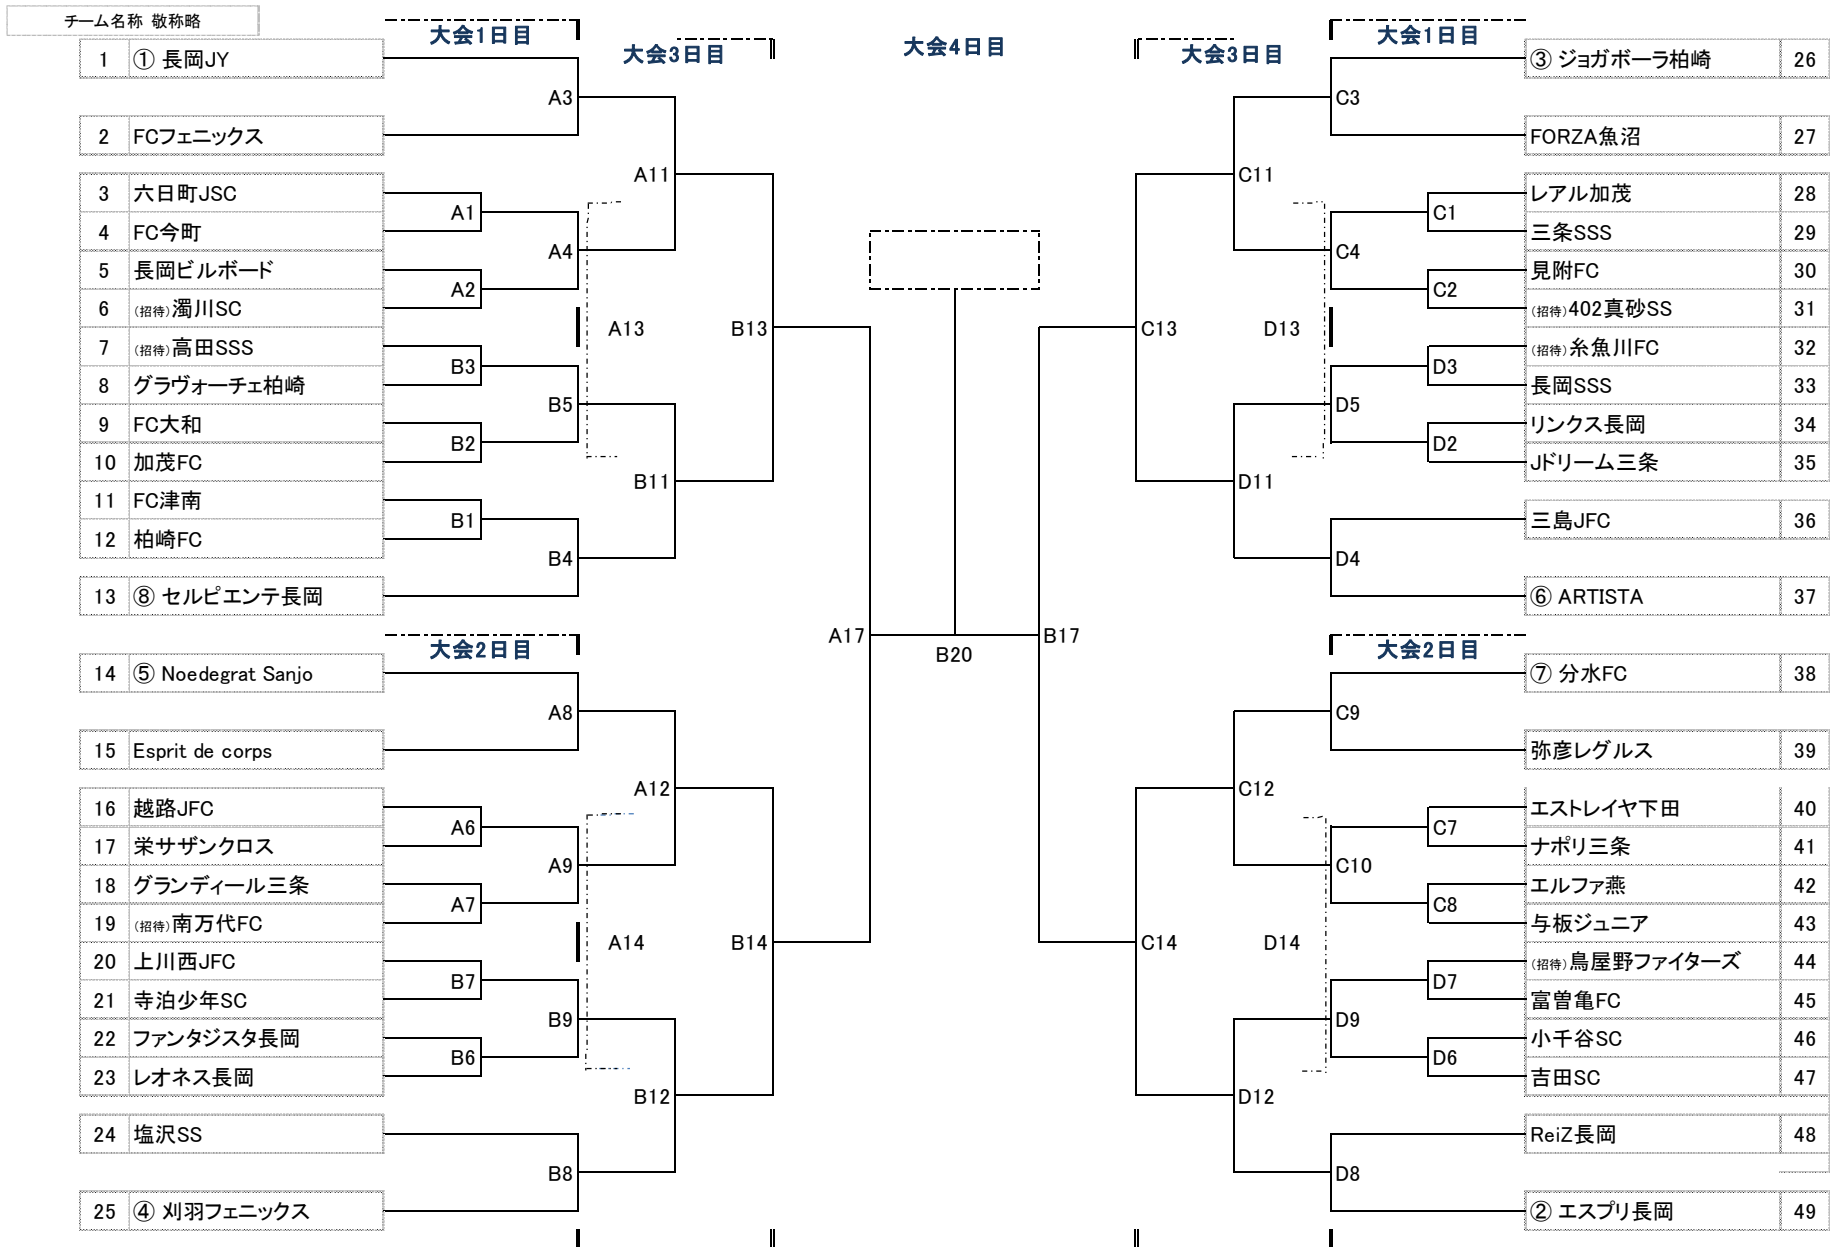 チーム名称 敬称略
大会1日目
大会3日目
大会4日目
大会3日目
大会1日目
1 ① 長岡JY
2 FCフェニックス
3 六日町JSC
4 FC今町
5 長岡ビルボード
6 (招待)濁川SC
7 (招待)高田SSS
8 グラヴォーチェ柏崎
9 FC大和
10 加茂FC
11 FC津南
12 柏崎FC
13 ⑧ セルピエンテ長岡
A3
A11
A1
A4
A2
A13
B13
B3
B5
B2
B11
B1
B4
大会2日目
14 ⑤ Noedegrat Sanjo
15 Esprit de corps
16 越路JFC
17 栄サザンクロス
18 グランディール三条
19 (招待)南万代FC
20 上川西JFC
21 寺泊少年SC
22 ファンタジスタ長岡
23 レオネス長岡
24 塩沢SS
25 ④ 刈羽フェニックス
A8
A12
A6
A9
A7
A14
B14
B7
B9
B6
B12
B8
A17
B20
B17
③ ジョガボーラ柏崎 26
FORZA魚沼 27
レアル加茂 28
三条SSS 29
見附FC 30
(招待)402真砂SS 31
(招待)糸魚川FC 32
長岡SSS 33
リンクス長岡 34
Jドリーム三条 35
三島JFC 36
⑥ ARTISTA 37
C3
C11
C1
C4
C2
C13
D13
D3
D5
D2
D11
D4
大会2日目
⑦ 分水FC 38
弥彦レグルス 39
エストレイヤ下田 40
ナポリ三条 41
エルファ燕 42
与板ジュニア 43
(招待)鳥屋野ファイターズ 44
富曽亀FC 45
小千谷SC 46
吉田SC 47
ReiZ長岡 48
② エスプリ長岡 49
C9
C12
C7
C10
C8
C14
D14
D7
D9
D6
D12
D8